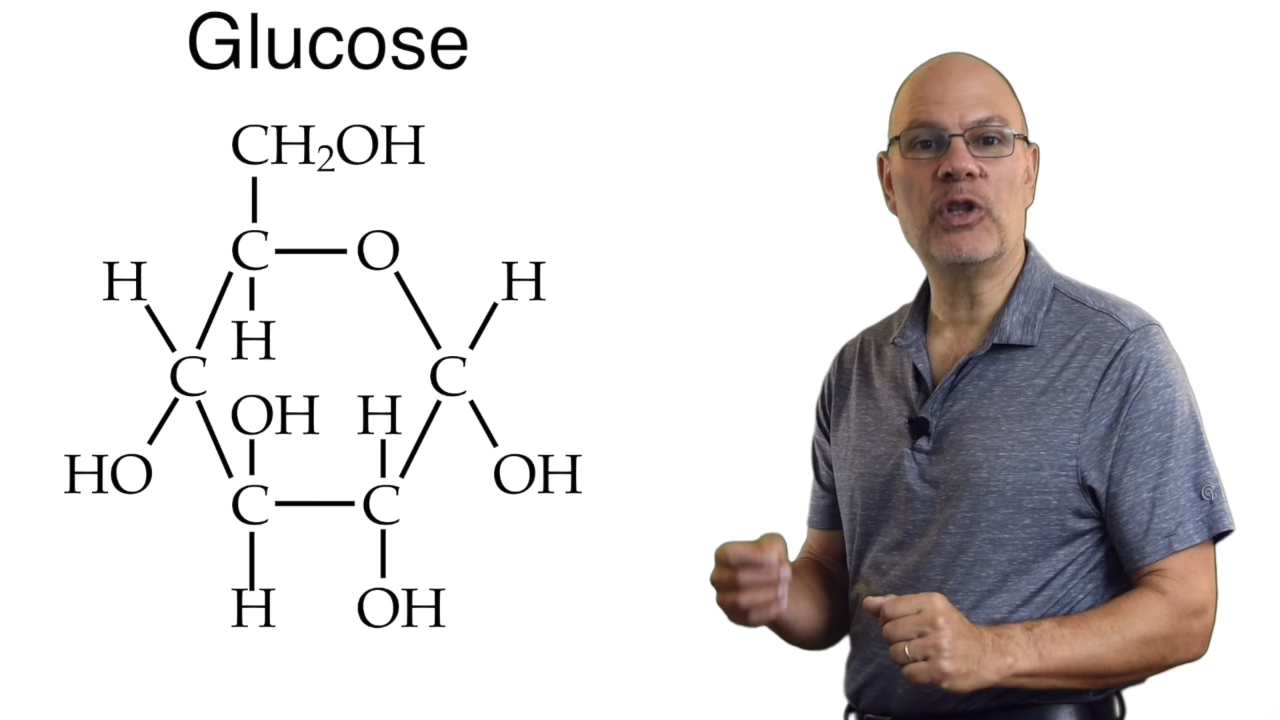 Glucose
CH₂OH
C O
H H
H
C C
OH H
HO OH
C C
H OH